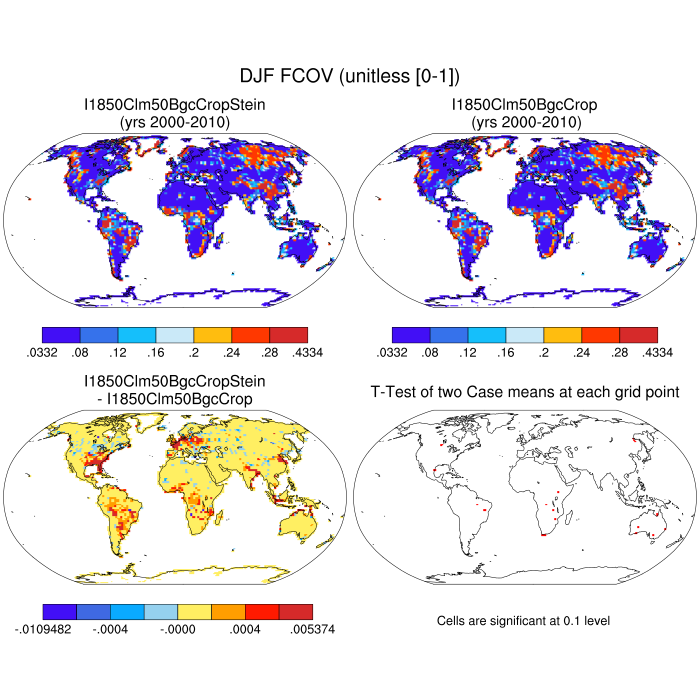 DJF FCOV (unitless [0-1])
I1850Clm50BgcCropStein
(yrs 2000-2010)
I1850Clm50BgcCrop
(yrs 2000-2010)
.0332 .08 .12 .16 .2 .24 .28 .4334
.0332 .08 .12 .16 .2 .24 .28 .4334
I1850Clm50BgcCropStein
- I1850Clm50BgcCrop
T-Test of two Case means at each grid point
-.0109482 -.0004 -.0000 .0004 .005374
Cells are significant at 0.1 level